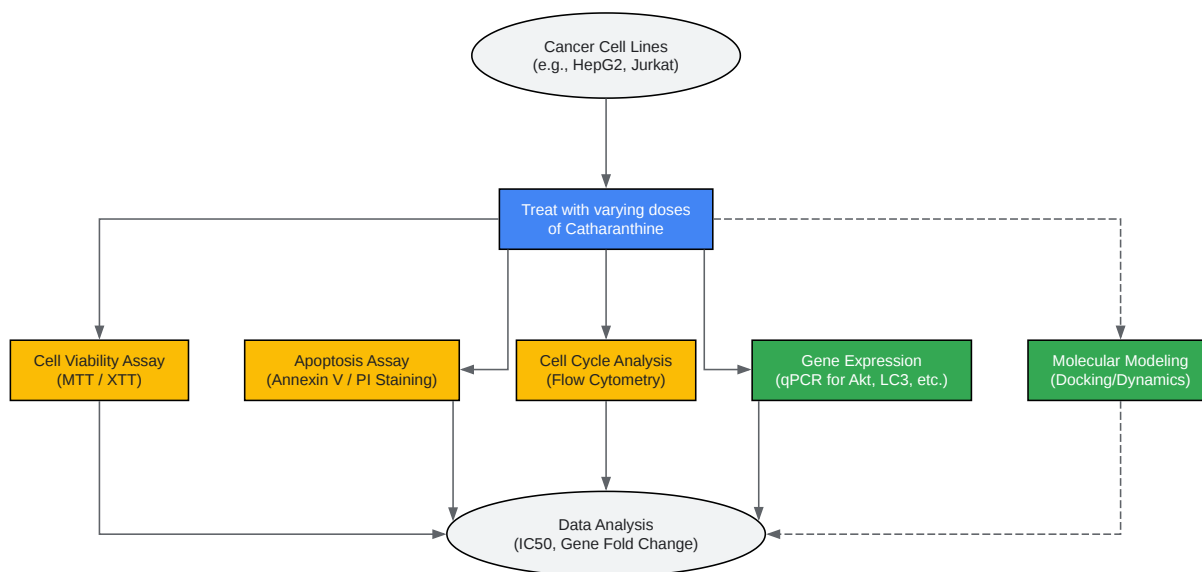 Cancer Cell Lines
(e.g., HepG2, Jurkat)
Treat with varying doses
of Catharanthine
Cell Viability Assay
(MTT / XTT)
Apoptosis Assay
(Annexin V / PI Staining)
Cell Cycle Analysis
(Flow Cytometry)
Gene Expression
(qPCR for Akt, LC3, etc.)
Molecular Modeling
(Docking/Dynamics)
Data Analysis
(IC50, Gene Fold Change)